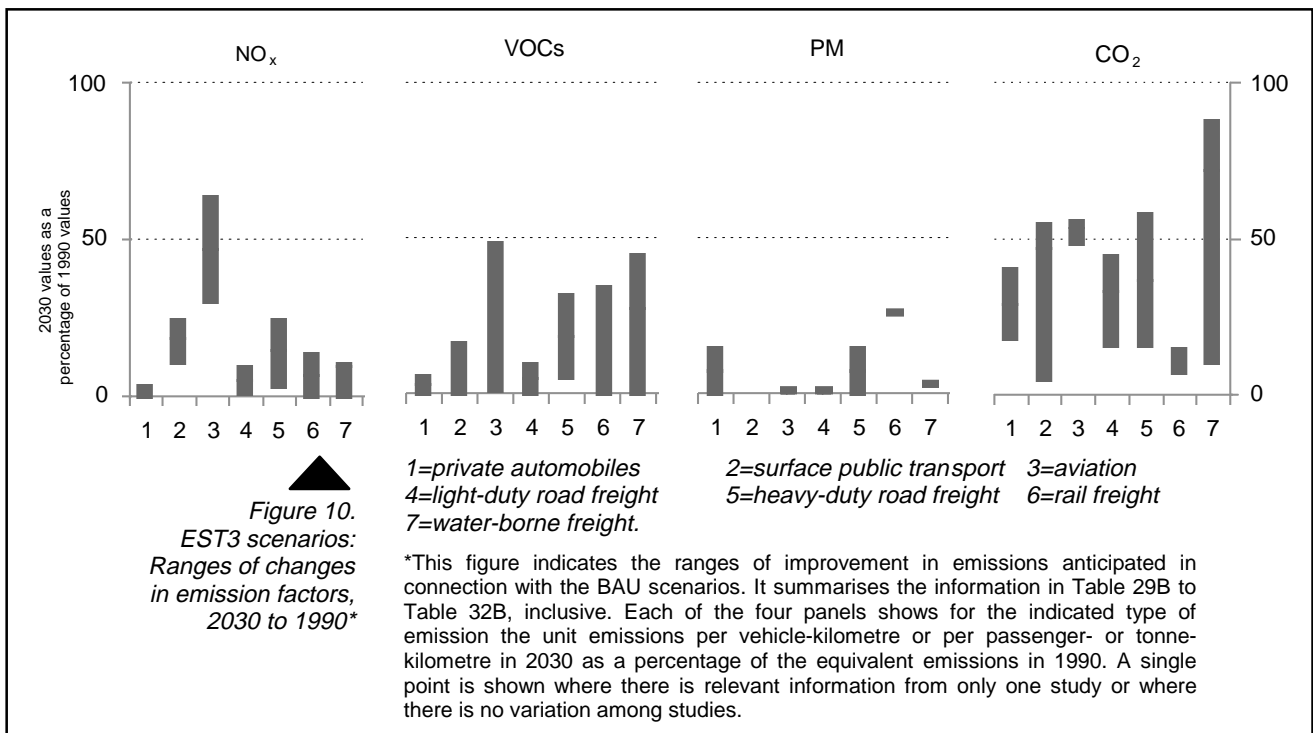 NOx VOCs PM CO2
100 100
50 50
0 0
2030 values as a
percentage of 1990 values
1 2 3 4 5 6 7 1 2 3 4 5 6 7 1 2 3 4 5 6 7 1 2 3 4 5 6 7
1=private automobiles 2=surface public transport 3=aviation
4=light-duty road freight 5=heavy-duty road freight 6=rail freight
7=water-borne freight.
Figure 10.
EST3 scenarios:
Ranges of changes
in emission factors,
2030 to 1990*
*This figure indicates the ranges of improvement in emissions anticipated in
connection with the BAU scenarios. It summarises the information in Table 29B to
Table 32B, inclusive. Each of the four panels shows for the indicated type of
emission the unit emissions per vehicle-kilometre or per passenger- or tonne-
kilometre in 2030 as a percentage of the equivalent emissions in 1990. A single
point is shown where there is relevant information from only one study or where
there is no variation among studies.